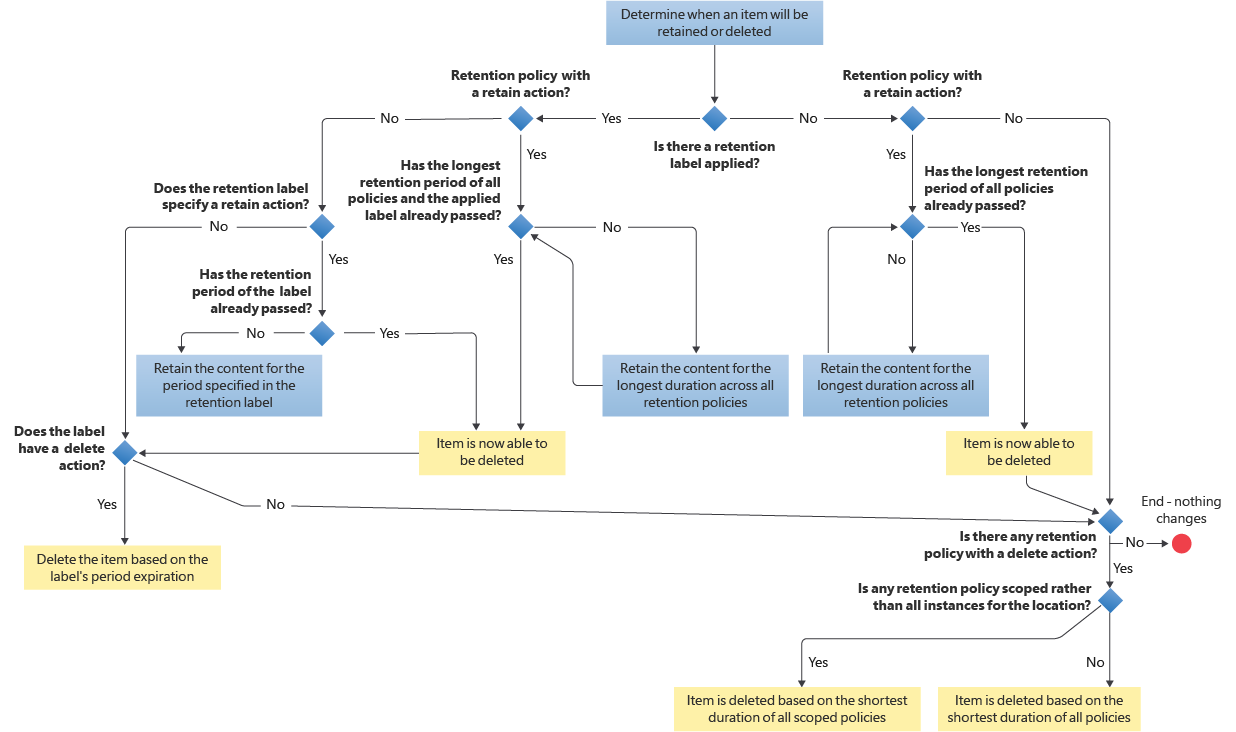 Determine when an item will be
retained or deleted
Retention policy with
a retain action?
Retention policy with
a retain action?
No
Yes
No
No
Is there a retention
label applied?
Yes
Yes
Has the longest
retention period of all
policies and the applied
label already passed?
Has the longest retention
period of all policies
already passed?
Does the retention label
specify a retain action?
No
No
Yes
Yes
Yes
No
Has the retention
period of the label
already passed?
No
Yes
Retain the content for the
period specified in the
retention label
Retain the content for the
longest duration across all
retention policies
Retain the content for the
longest duration across all
retention policies
Does the label
have a delete
action?
Item is now able to
be deleted
Item is now able to
be deleted
Yes
No
End - nothing
changes
Is there any retention
policy with a delete action?
No
Yes
Delete the item based on the
label's period expiration
Is any retention policy scoped rather
than all instances for the location?
Yes
No
Item is deleted based on the shortest
duration of all scoped policies
Item is deleted based on the
shortest duration of all policies